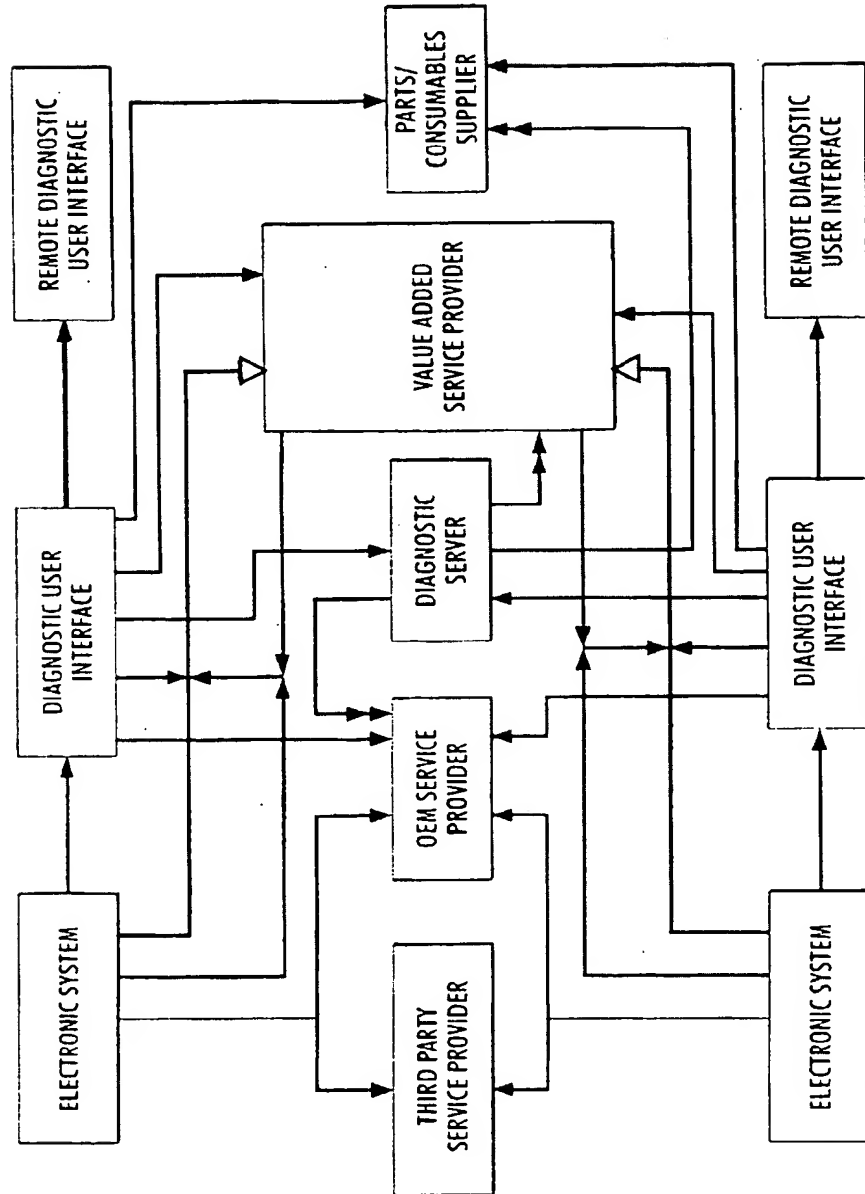 ELECTRONIC SYSTEM
DIAGNOSTIC USER
INTERFACE
REMOTE DIAGNOSTIC
USER INTERFACE
THIRD PARTY
SERVICE PROVIDER
OEM SERVICE
PROVIDER
DIAGNOSTIC
SERVER
VALUE ADDED
SERVICE PROVIDER
PARTS/
CONSUMABLES
SUPPLIER
ELECTRONIC SYSTEM
DIAGNOSTIC USER
INTERFACE
REMOTE DIAGNOSTIC
USER INTERFACE